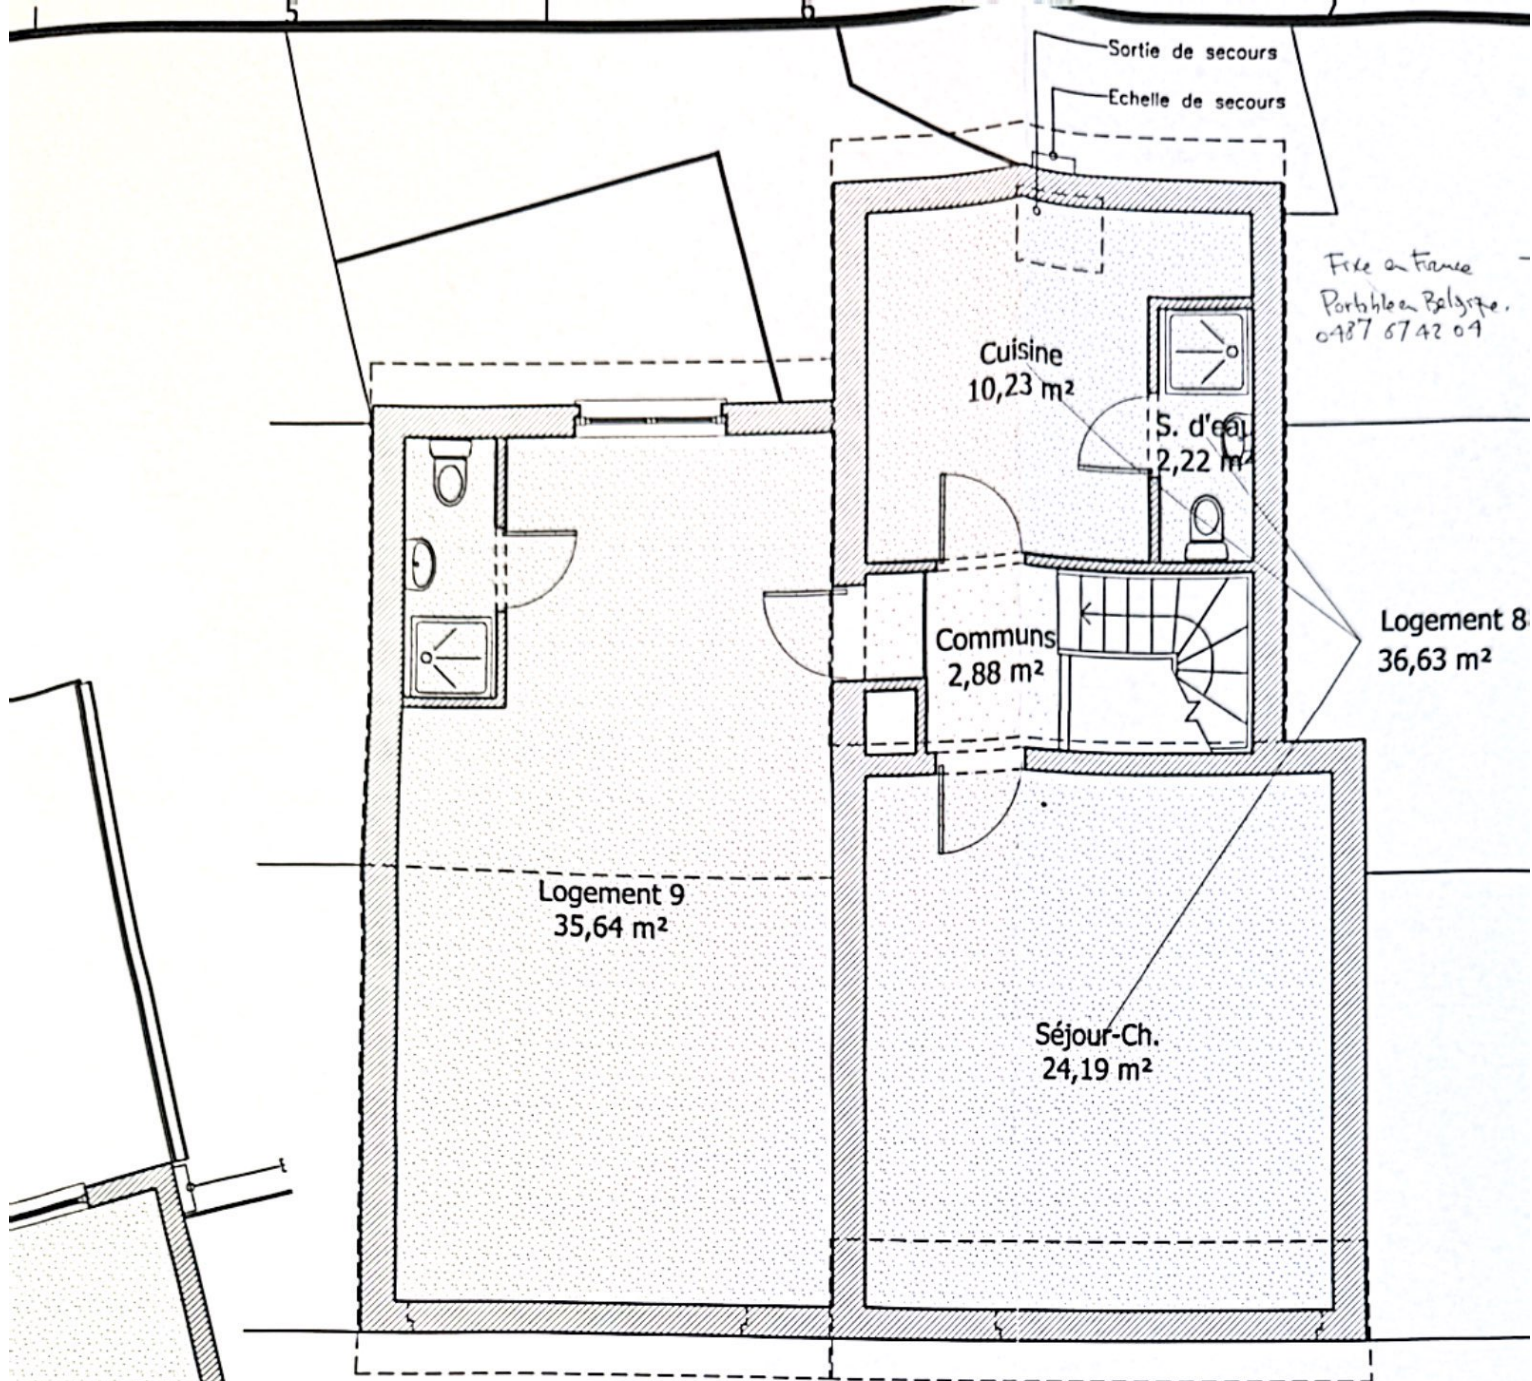 5
6
7
Sortie de secours
Echelle de secours
Fixe en France
Portable en Belgique.
0487 67 42 04
Cuisine
10,23 m²
S. d'eau
2,22 m²
Communs
2,88 m²
Logement 8
36,63 m²
Logement 9
35,64 m²
Séjour-Ch.
24,19 m²